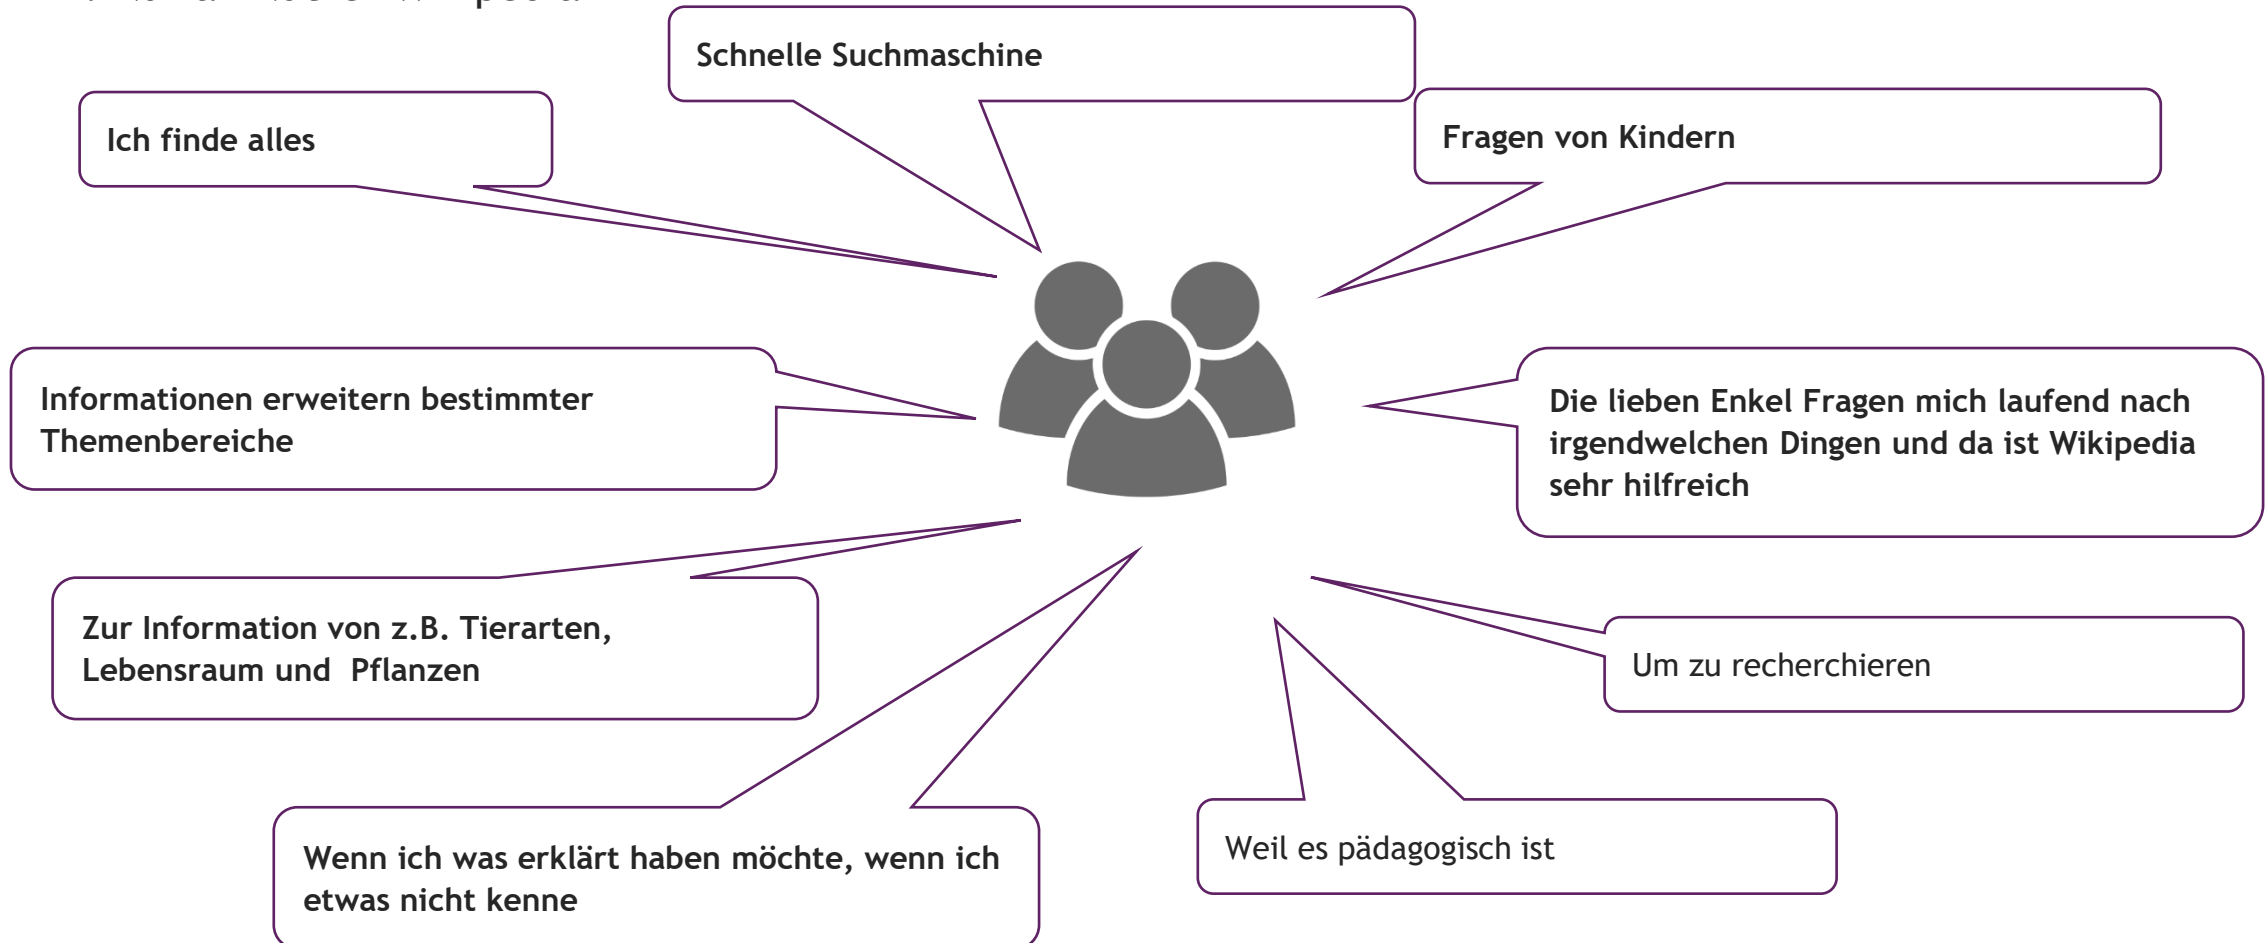 Schnelle Suchmaschine
Ich finde alles
Fragen von Kindern
Informationen erweitern bestimmter
Themenbereiche
Die lieben Enkel Fragen mich laufend nach
irgendwelchen Dingen und da ist Wikipedia
sehr hilfreich
Zur Information von z.B. Tierarten,
Lebensraum und  Pflanzen
Um zu recherchieren
Wenn ich was erklärt haben möchte, wenn ich
etwas nicht kenne
Weil es pädagogisch ist